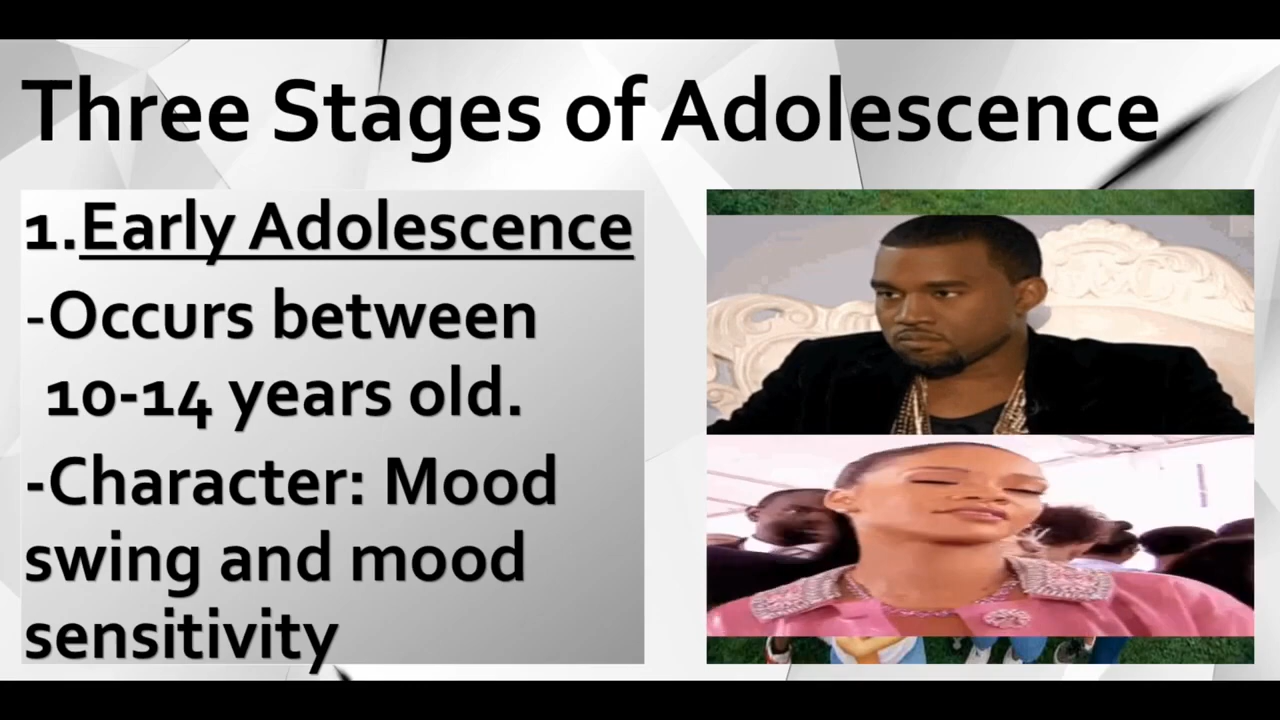 Three Stages of Adolescence
1.Early Adolescence
-Occurs between
10-14 years old.
-Character: Mood
swing and mood
sensitivity